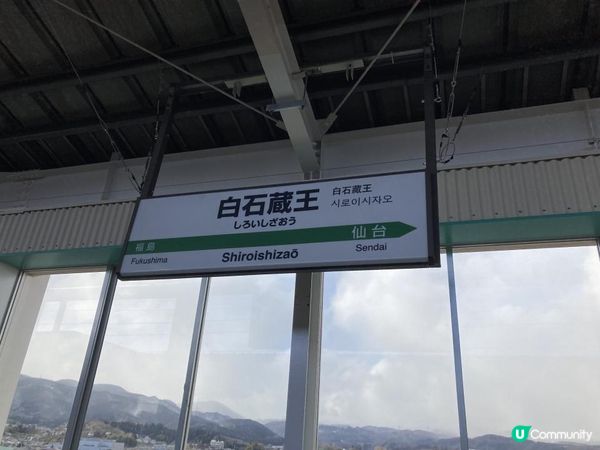 白石蔵王
白石藏王
しろいしざおう
시로이시자오
福島
仙台
Fukushima
Shiroishizaō
Sendai
U Community